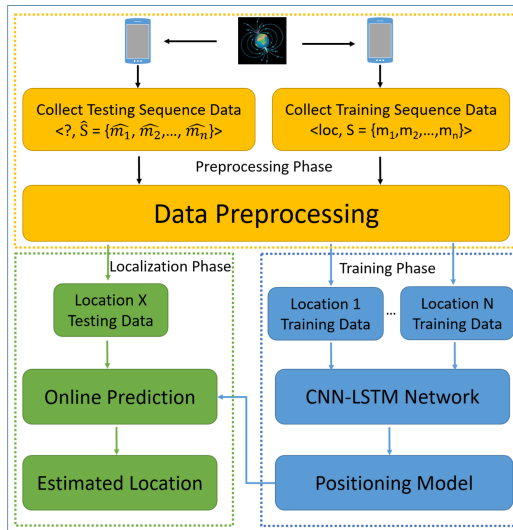 Collect Testing Sequence Data
<?, Ŝ = {m̂₁, m̂₂,..., m̂ₙ}>
Collect Training Sequence Data
<loc, S = {m₁,m₂,...,mₙ}>
Preprocessing Phase
Data Preprocessing
Localization Phase
Training Phase
Location X
Testing Data
Location 1
Training Data
...
Location N
Training Data
Online Prediction
CNN-LSTM Network
Estimated Location
Positioning Model